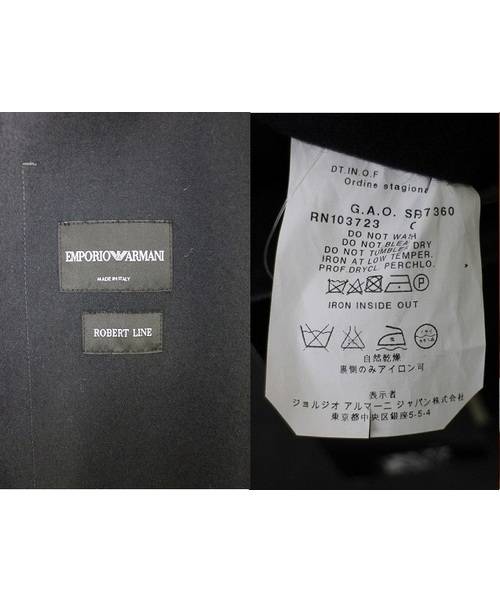 EMPORIO ARMANI
MADE IN ITALY
ROBERT LINE
DT.IN.O.F
Ordine stagiona
G.A.O. SP7360
RN103723 C
DO NOT WASH
DO NOT BLEA DRY
DO NOT TUMBLE
IRON AT LOW TEMPER.
PROF.DRYCL. PERCHLO.
P
IRON INSIDE OUT
自然乾燥
裏側のみアイロン可
表示者
ジョルジオ アルマーニ ジャパン株式会社
東京都中央区銀座5-5-4